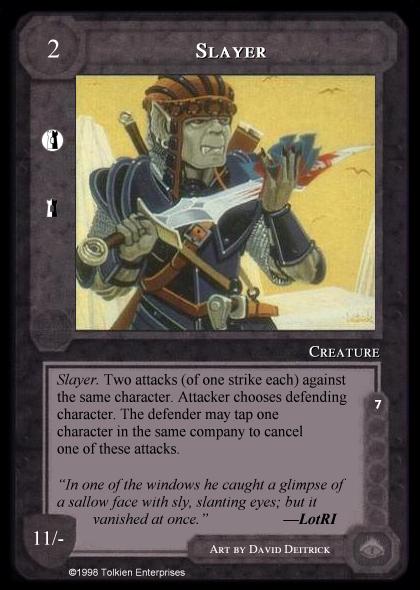 2
SLAYER
CREATURE
Slayer. Two attacks (of one strike each) against
the same character. Attacker chooses defending
character. The defender may tap one
character in the same company to cancel
one of these attacks.
7
“In one of the windows he caught a glimpse of
a sallow face with sly, slanting eyes; but it
vanished at once.” —LotRI
11/-
ART BY DAVID DEITRICK
©1998 Tolkien Enterprises